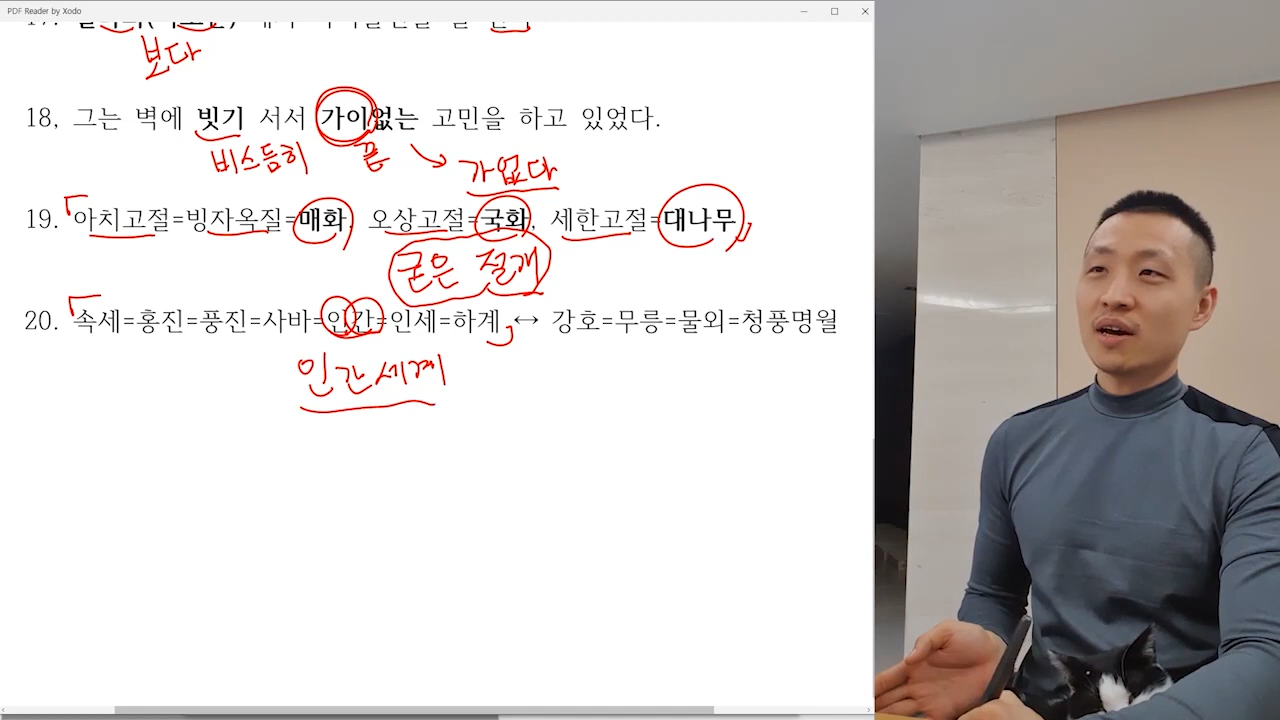 PDF Reader by Xodo
17.
보다
18, 그는 벽에 빗기 서서 가이없는 고민을 하고 있었다.
비스듬히 끝
가없다
19. 아치고절=빙자옥질=매화, 오상고절=국화, 세한고절=대나무
굳은 절개
20. 속세=홍진=풍진=사바=인간=인세=하계 ↔ 강호=무릉=물외=청풍명월
인간세계